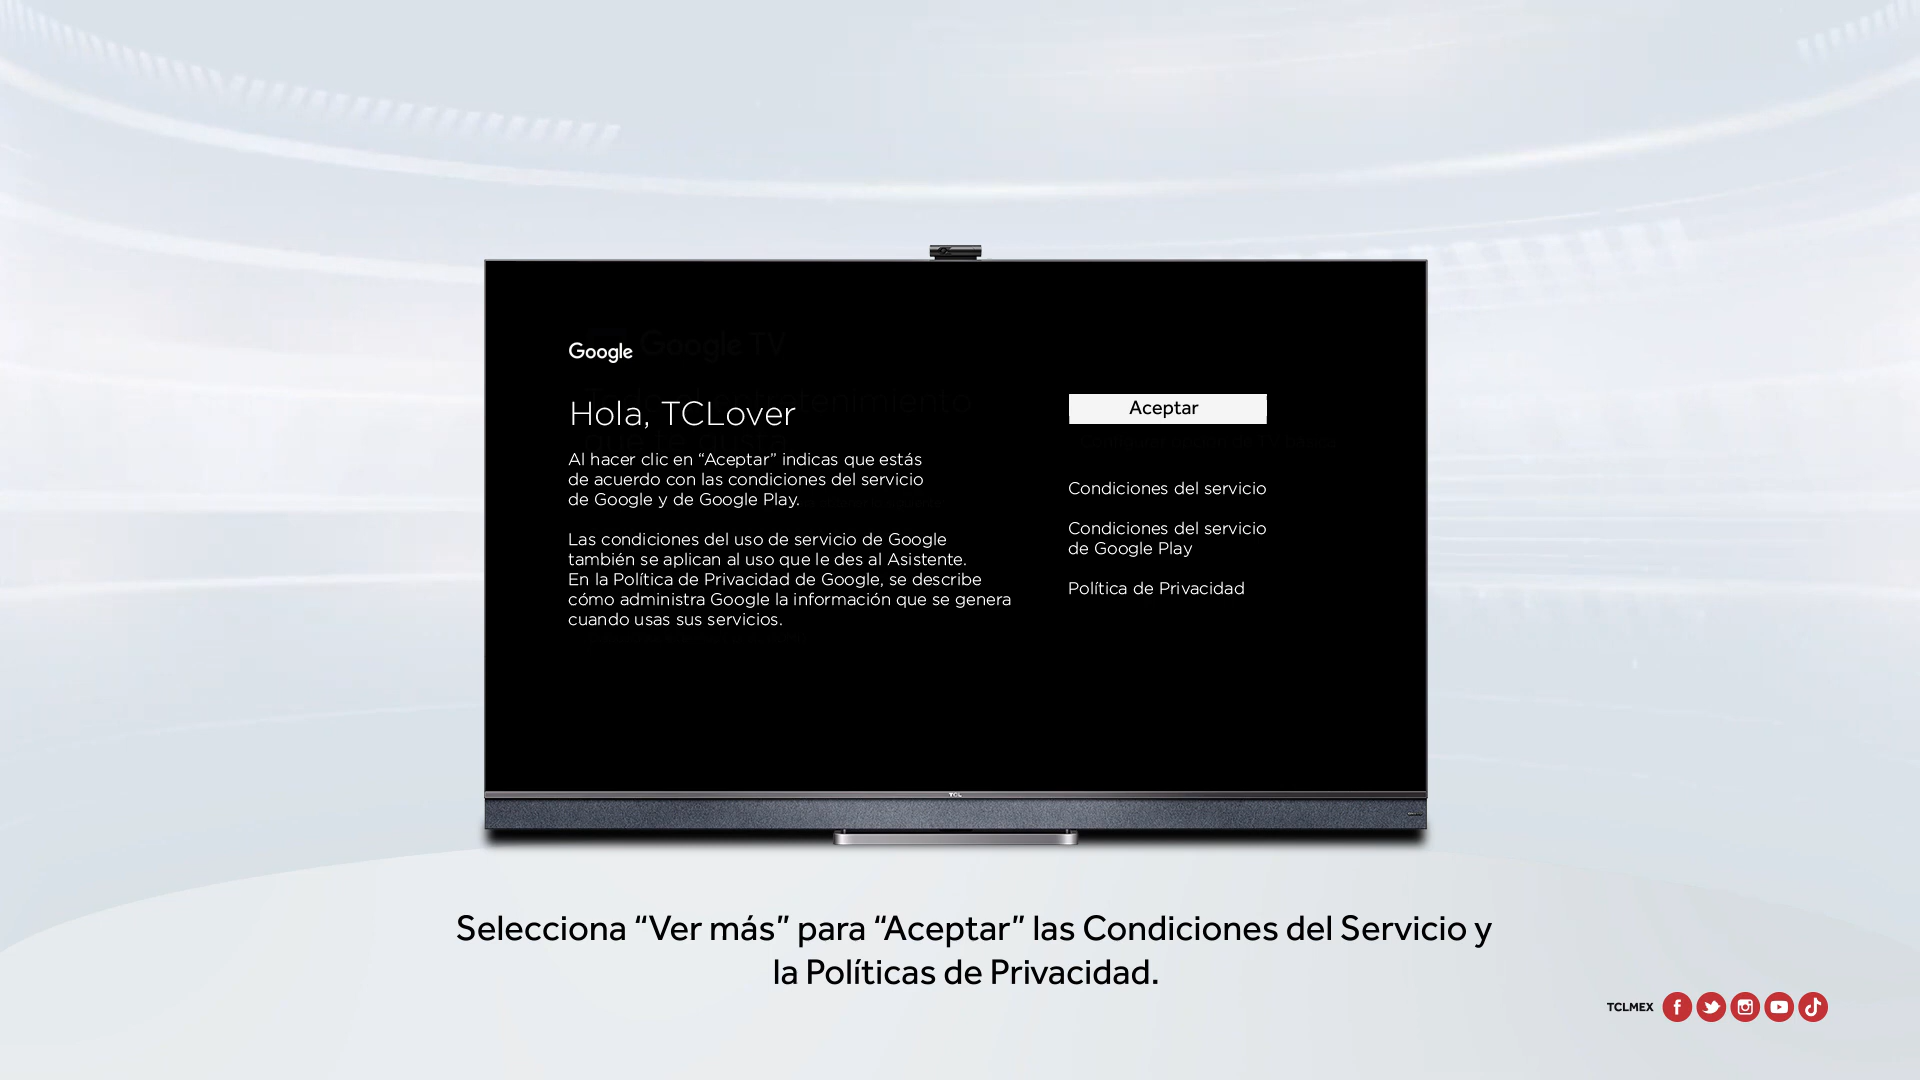 Google
Hola, TCLover
Al hacer clic en “Aceptar” indicas que estás
de acuerdo con las condiciones del servicio
de Google y de Google Play.
Las condiciones del uso de servicio de Google
también se aplican al uso que le des al Asistente.
En la Política de Privacidad de Google, se describe
cómo administra Google la información que se genera
cuando usas sus servicios.
Aceptar
Condiciones del servicio
Condiciones del servicio
de Google Play
Política de Privacidad
TCL
Selecciona “Ver más” para “Aceptar” las Condiciones del Servicio y
la Políticas de Privacidad.
TCLMEX